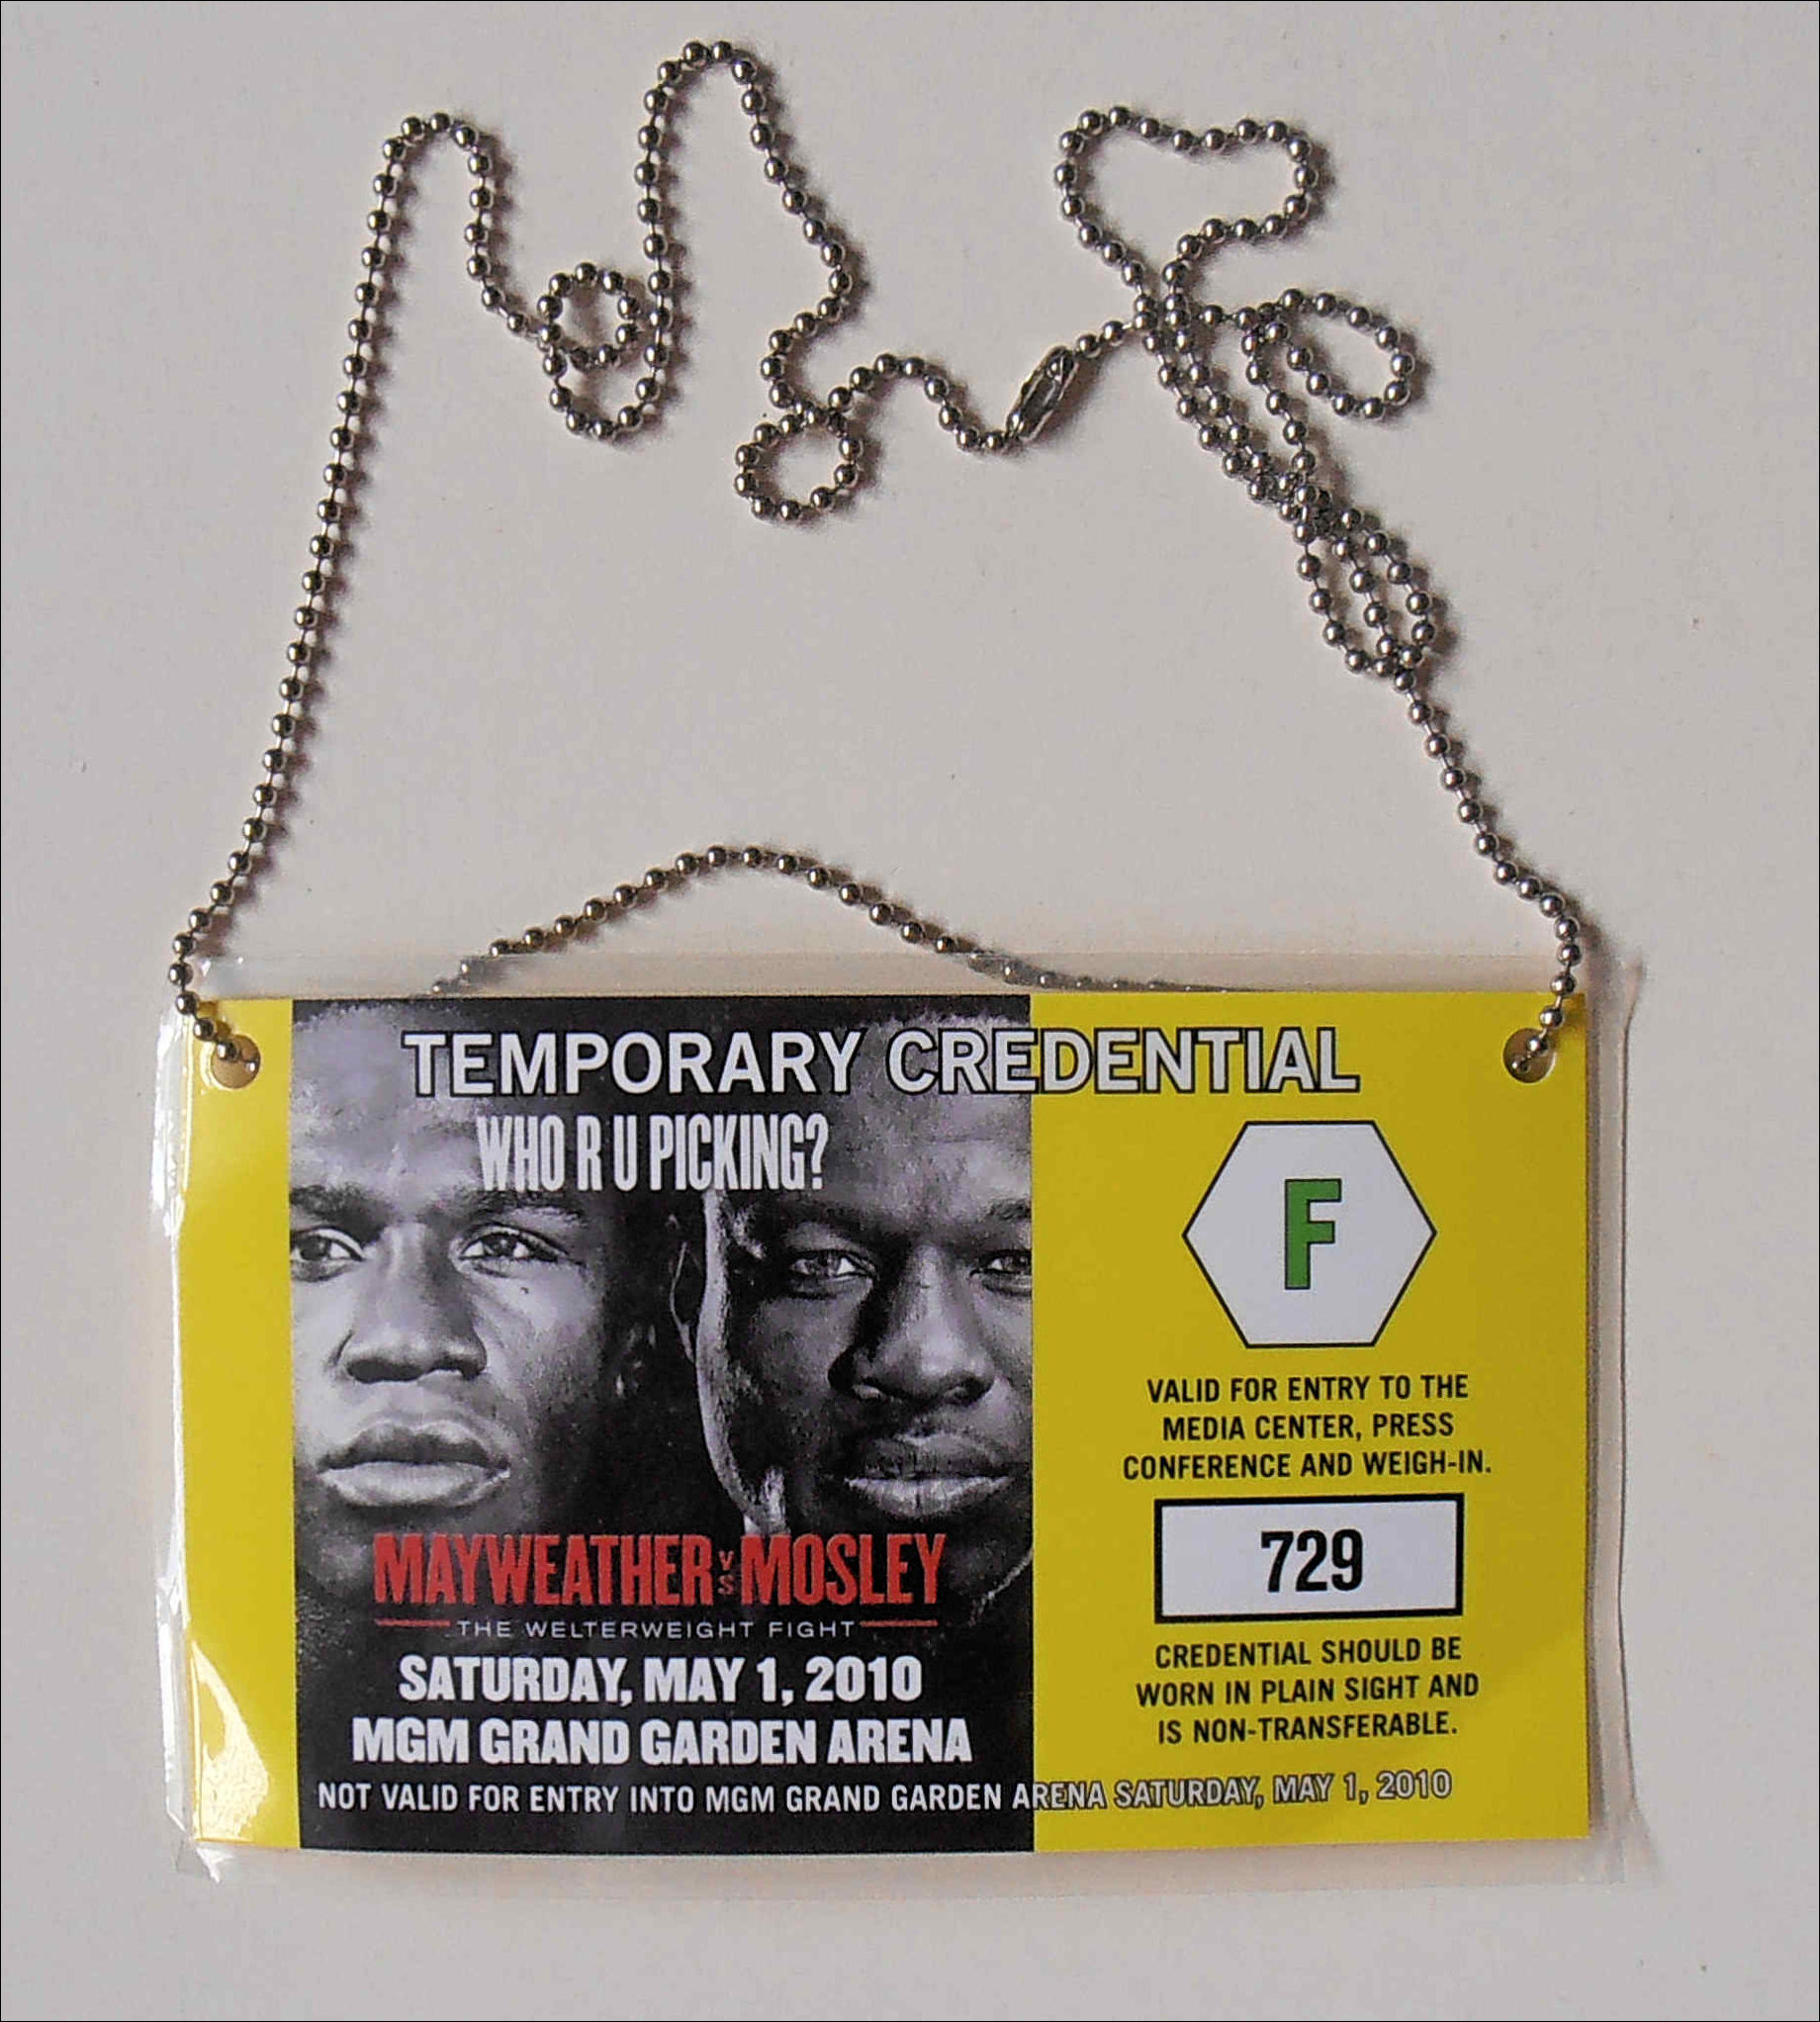 TEMPORARY CREDENTIAL
WHO R U PICKING?
MAYWEATHER VS MOSLEY
THE WELTERWEIGHT FIGHT
SATURDAY, MAY 1, 2010
MGM GRAND GARDEN ARENA
F
VALID FOR ENTRY TO THE
MEDIA CENTER, PRESS
CONFERENCE AND WEIGH-IN.
729
CREDENTIAL SHOULD BE
WORN IN PLAIN SIGHT AND
IS NON-TRANSFERABLE.
NOT VALID FOR ENTRY INTO MGM GRAND GARDEN ARENA SATURDAY, MAY 1, 2010